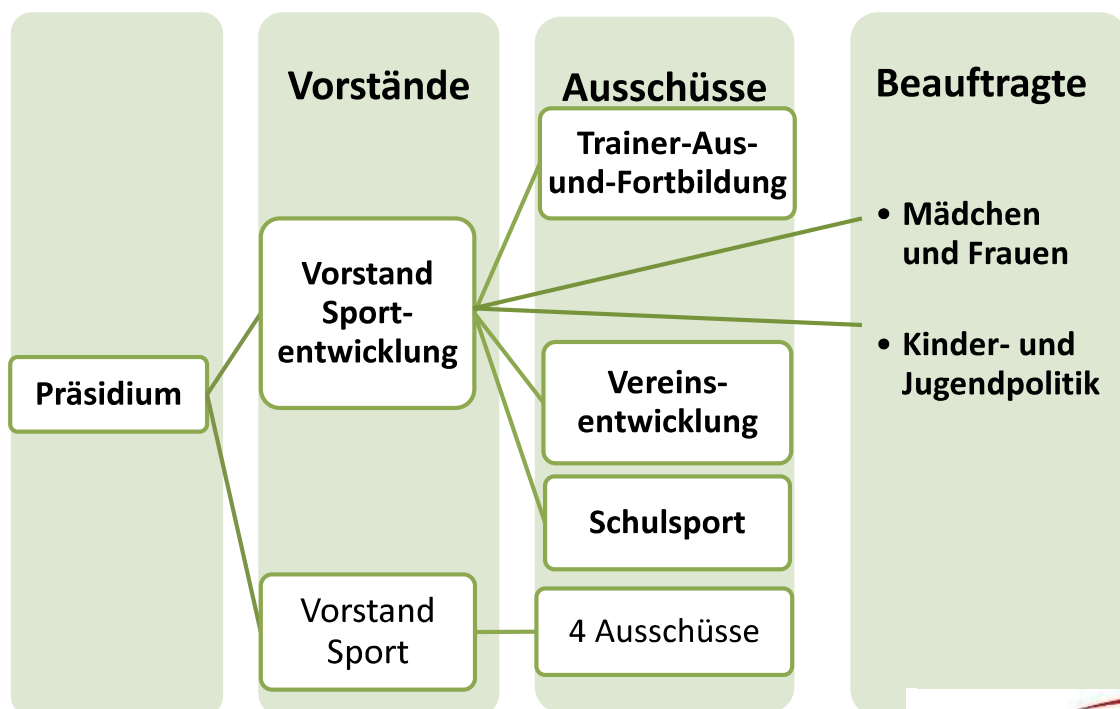 Vorstände
Ausschüsse
Beauftragte
Präsidium
Vorstand
Sport-
entwicklung
Vorstand
Sport
Trainer-Aus-
und-Fortbildung
Vereins-
entwicklung
Schulsport
4 Ausschüsse
• Mädchen
und Frauen
• Kinder- und
Jugendpolitik